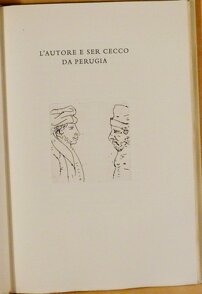 L'AUTORE E SER CECCO
DA PERUGIA